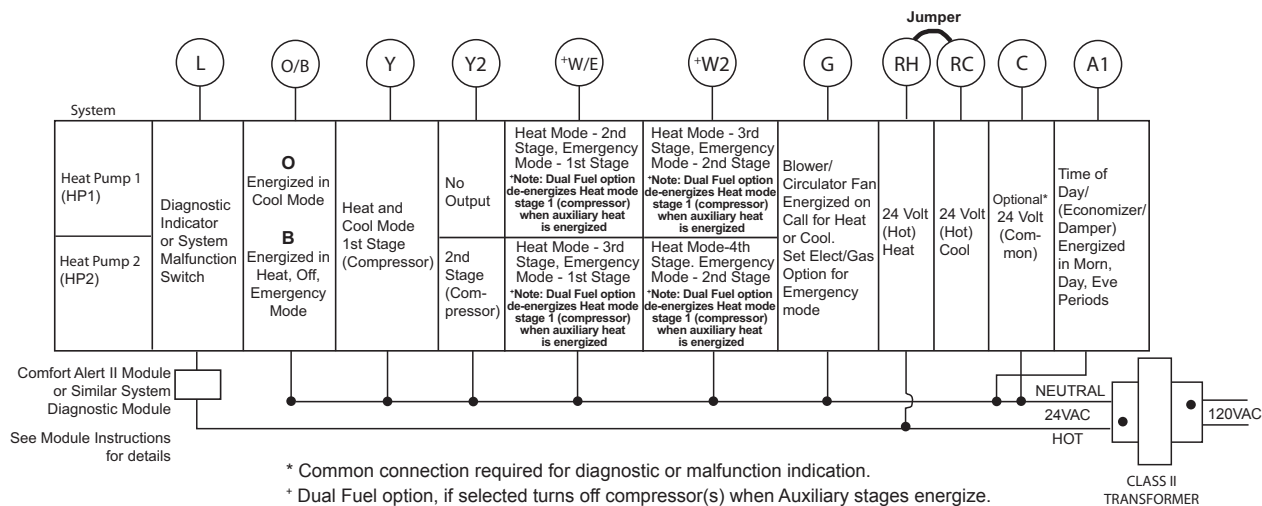 Jumper
L
O/B
Y
Y2
+W/E
+W2
G
RH
RC
C
A1
System
Heat Pump 1
(HP1)
Heat Pump 2
(HP2)
Diagnostic
Indicator
or System
Malfunction
Switch
O
Energized in
Cool Mode
B
Energized in
Heat, Off,
Emergency
Mode
Heat and
Cool Mode
1st Stage
(Compressor)
No
Output
2nd
Stage
(Com-
pressor)
Heat Mode - 2nd
Stage, Emergency
Mode - 1st Stage
+Note: Dual Fuel option
de-energizes Heat mode
stage 1 (compressor)
when auxiliary heat
is energized
Heat Mode - 3rd
Stage, Emergency
Mode - 1st Stage
+Note: Dual Fuel option
de-energizes Heat mode
stage 1 (compressor)
when auxiliary heat
is energized
Heat Mode - 3rd
Stage, Emergency
Mode - 2nd Stage
+Note: Dual Fuel option
de-energizes Heat mode
stage 1 (compressor)
when auxiliary heat
is energized
Heat Mode-4th
Stage. Emergency
Mode - 2nd Stage
+Note: Dual Fuel option
de-energizes Heat mode
stage 1 (compressor)
when auxiliary heat
is energized
Blower/
Circulator Fan
Energized on
Call for Heat
or Cool.
Set Elect/Gas
Option for
Emergency
mode
24 Volt
(Hot)
Heat
24 Volt
(Hot)
Cool
Optional*
24 Volt
(Com-
mon)
Time of
Day/
(Economizer/
Damper)
Energized
in Morn,
Day, Eve
Periods
Comfort Alert II Module
or Similar System
Diagnostic Module
See Module Instructions
for details
NEUTRAL
24VAC
HOT
120VAC
CLASS II
TRANSFORMER
* Common connection required for diagnostic or malfunction indication.
+ Dual Fuel option, if selected turns off compressor(s) when Auxiliary stages energize.